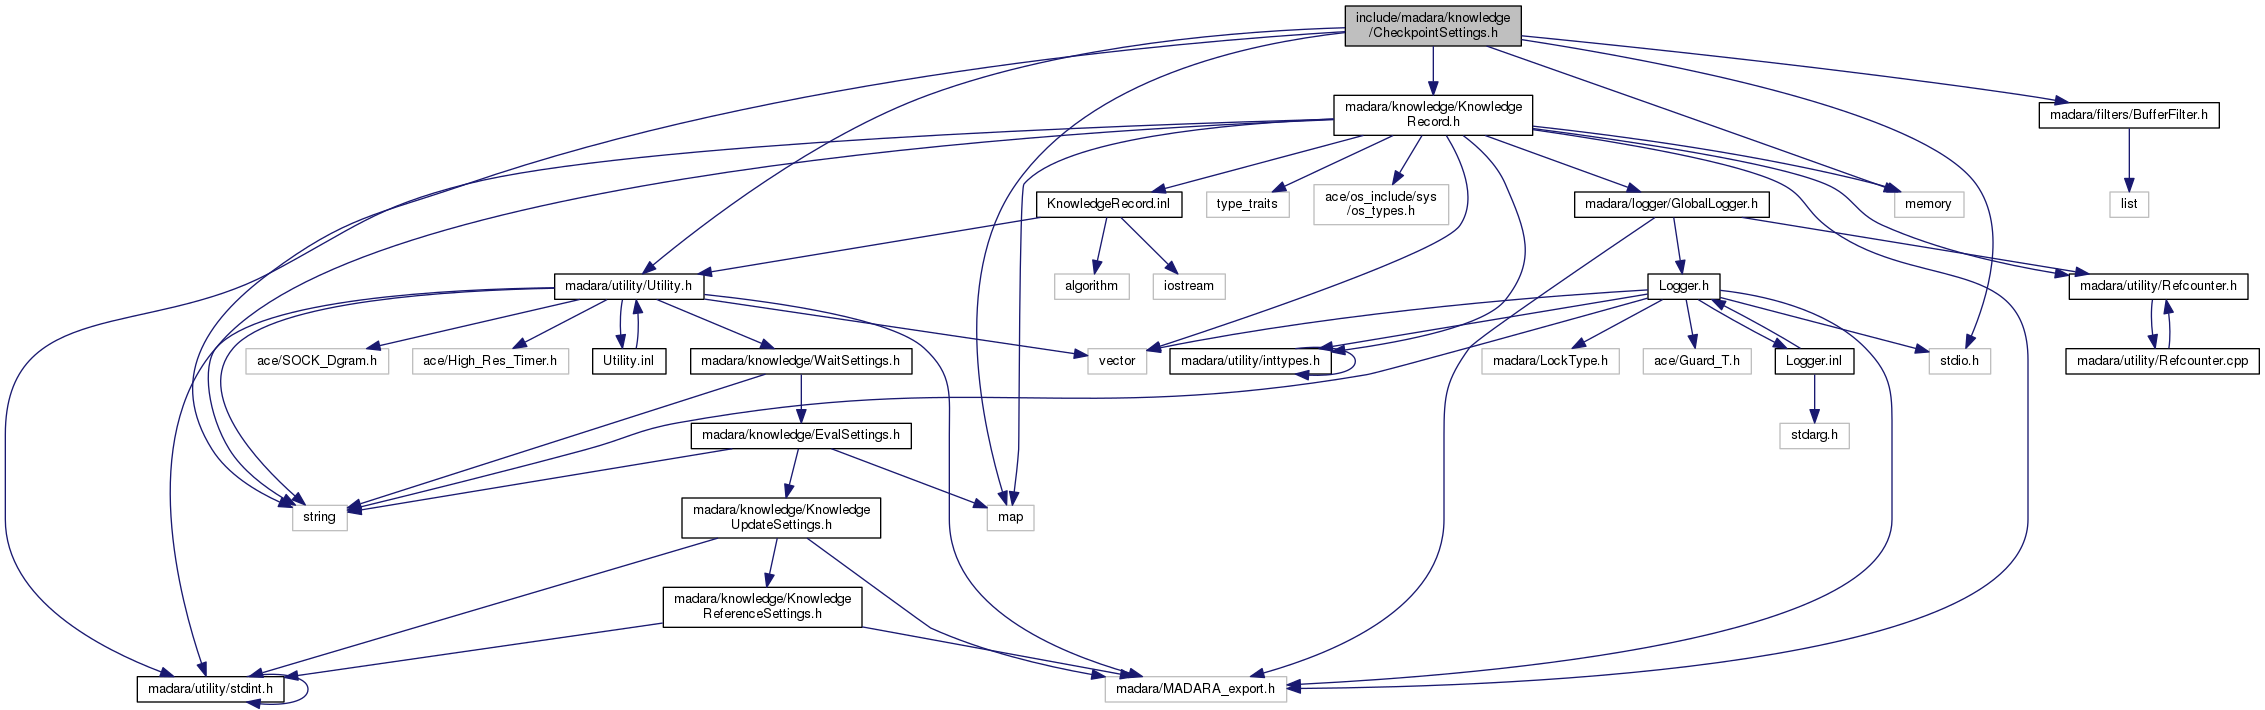 include/madara/knowledge
/CheckpointSettings.h
madara/knowledge/Knowledge
Record.h
madara/filters/BufferFilter.h
KnowledgeRecord.inl
type_traits
ace/os_include/sys
/os_types.h
madara/logger/GlobalLogger.h
memory
list
madara/utility/Utility.h
algorithm
iostream
Logger.h
madara/utility/Refcounter.h
ace/SOCK_Dgram.h
ace/High_Res_Timer.h
Utility.inl
madara/knowledge/WaitSettings.h
vector
madara/utility/inttypes.h
madara/LockType.h
ace/Guard_T.h
Logger.inl
stdio.h
madara/utility/Refcounter.cpp
madara/knowledge/EvalSettings.h
stdarg.h
string
madara/knowledge/Knowledge
UpdateSettings.h
map
madara/knowledge/Knowledge
ReferenceSettings.h
madara/utility/stdint.h
madara/MADARA_export.h